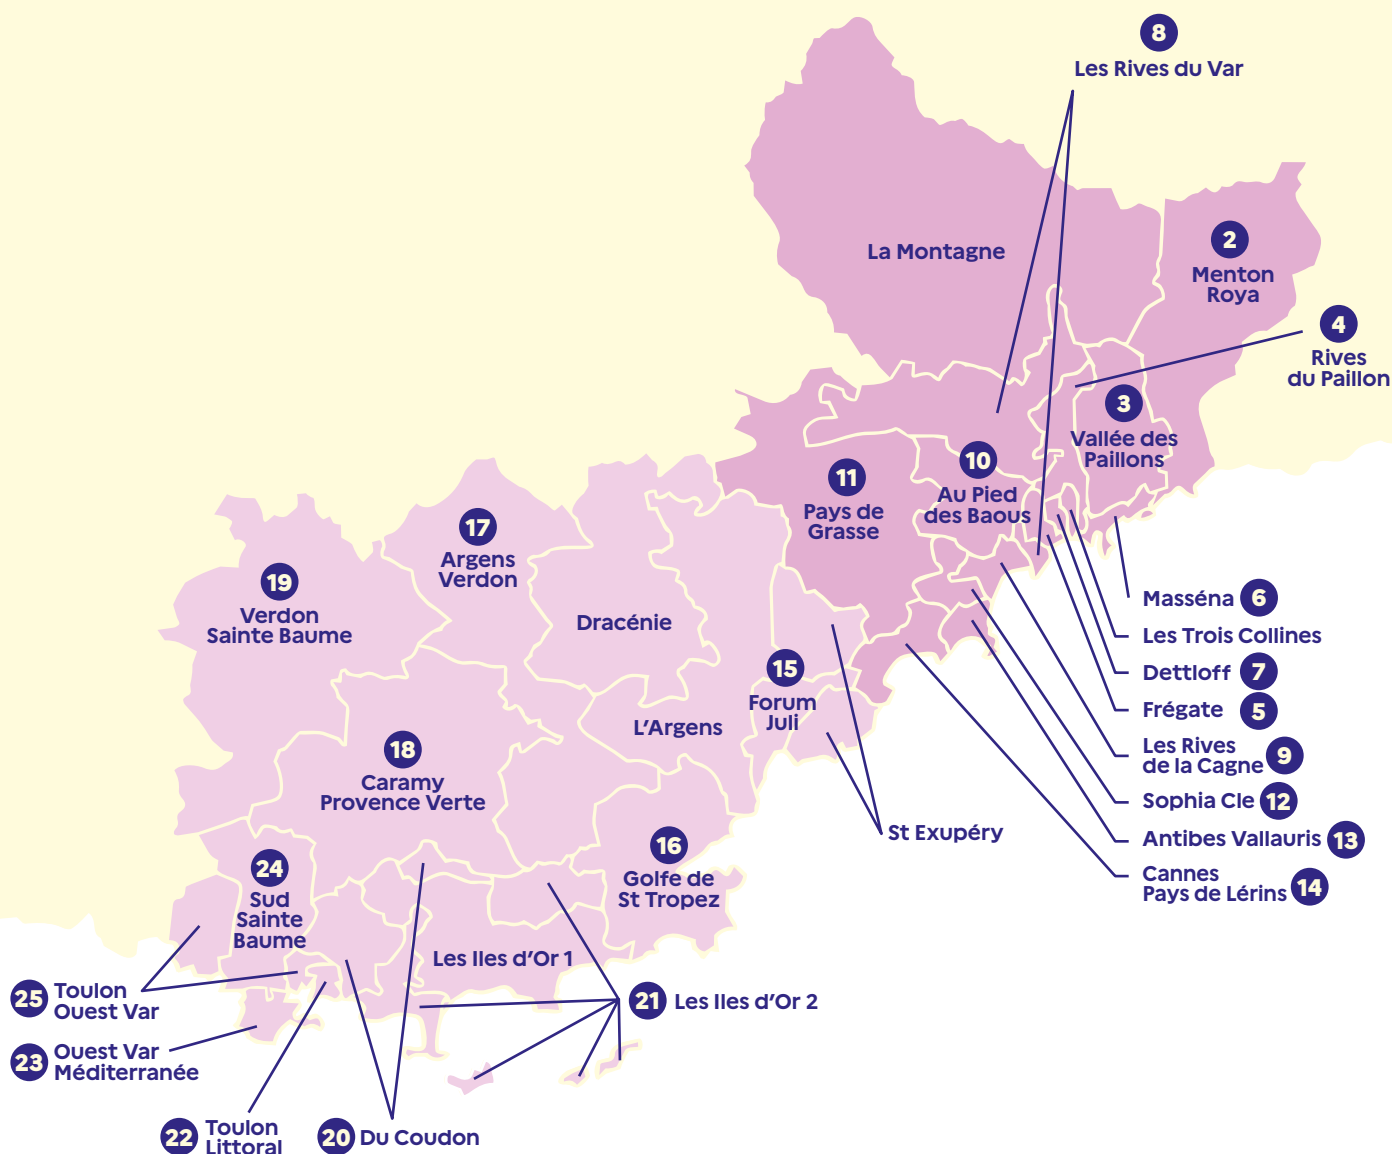 8
Les Rives du Var
La Montagne
2
Menton
Roya
4
Rives
du Paillon
3
Vallée des
Paillons
10
Au Pied
des Baous
11
Pays de
Grasse
17
Argens
Verdon
19
Verdon
Sainte Baume
Dracénie
Masséna 6
Les Trois Collines
Dettloff 7
Frégate 5
Les Rives
de la Cagne 9
Sophia Cle 12
Antibes Vallauris 13
Cannes
Pays de Lérins 14
15
Forum
Juli
L'Argens
18
Caramy
Provence Verte
St Exupéry
16
Golfe de
St Tropez
24
Sud
Sainte
Baume
Les Iles d'Or 1
21 Les Iles d'Or 2
25 Toulon
Ouest Var
23 Ouest Var
Méditerranée
22 Toulon
Littoral
20 Du Coudon